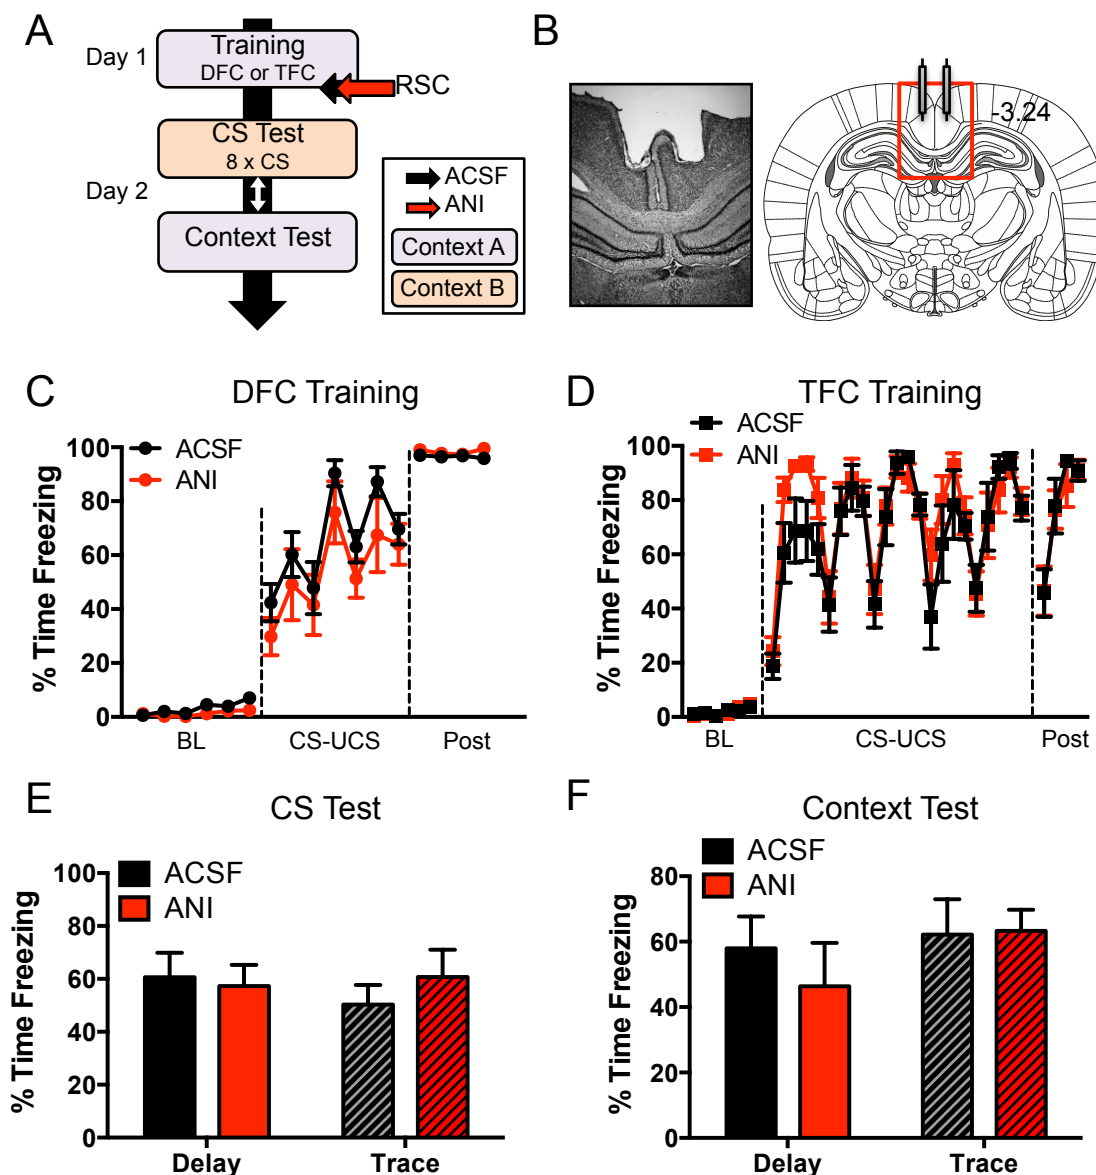 A
Day 1
Training
DFC or TFC
RSC
CS Test
8 x CS
Day 2
Context Test
ACSF
ANI
Context A
Context B
B
-3.24
C
DFC Training
ACSF
ANI
% Time Freezing
100
80
60
40
20
0
BL
CS-UCS
Post
D
TFC Training
ACSF
ANI
% Time Freezing
100
80
60
40
20
0
BL
CS-UCS
Post
E
CS Test
ACSF
ANI
% Time Freezing
100
80
60
40
20
0
Delay
Trace
F
Context Test
ACSF
ANI
% Time Freezing
80
60
40
20
0
Delay
Trace